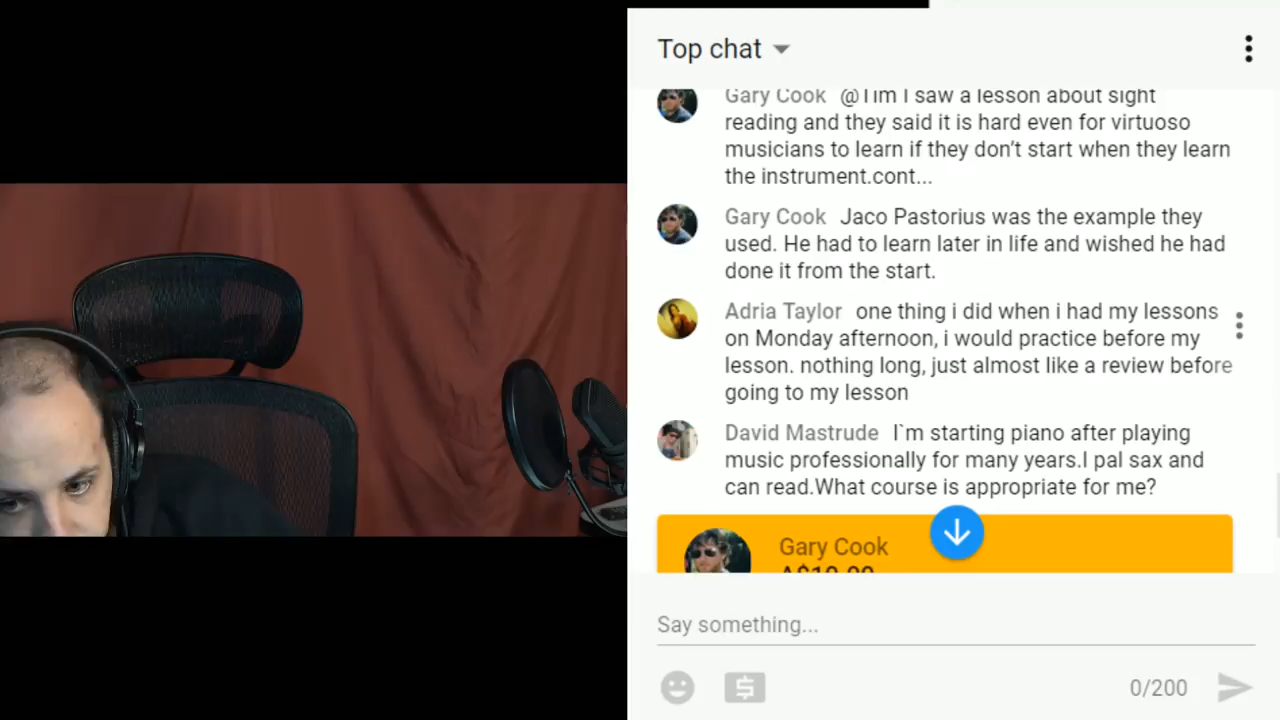 Top chat
Gary Cook @Tim I saw a lesson about sight
reading and they said it is hard even for virtuoso
musicians to learn if they don't start when they learn
the instrument.cont...
Gary Cook Jaco Pastorius was the example they
used. He had to learn later in life and wished he had
done it from the start.
Adria Taylor one thing i did when i had my lessons
on Monday afternoon, i would practice before my
lesson. nothing long, just almost like a review before
going to my lesson
David Mastrude I`m starting piano after playing
music professionally for many years.I pal sax and
can read.What course is appropriate for me?
Gary Cook
A$10.00
Say something...
0/200